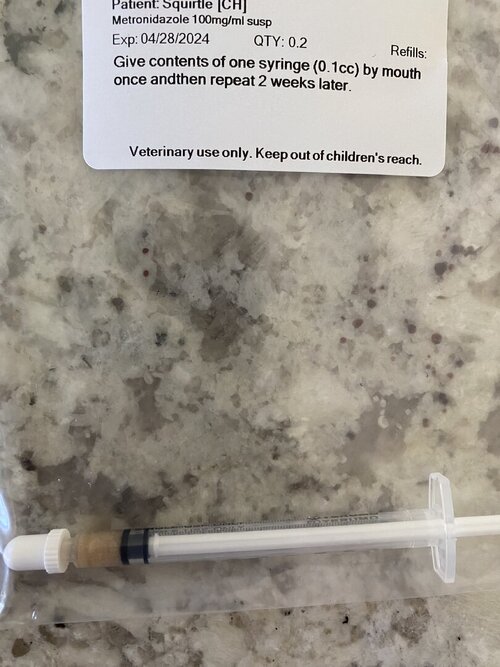 Patient: Squirtle [CH]
Metronidazole 100mg/ml susp
Exp: 04/28/2024 QTY: 0.2 Refills:
Give contents of one syringe (0.1cc) by mouth
once andthen repeat 2 weeks later.
Veterinary use only. Keep out of children's reach.